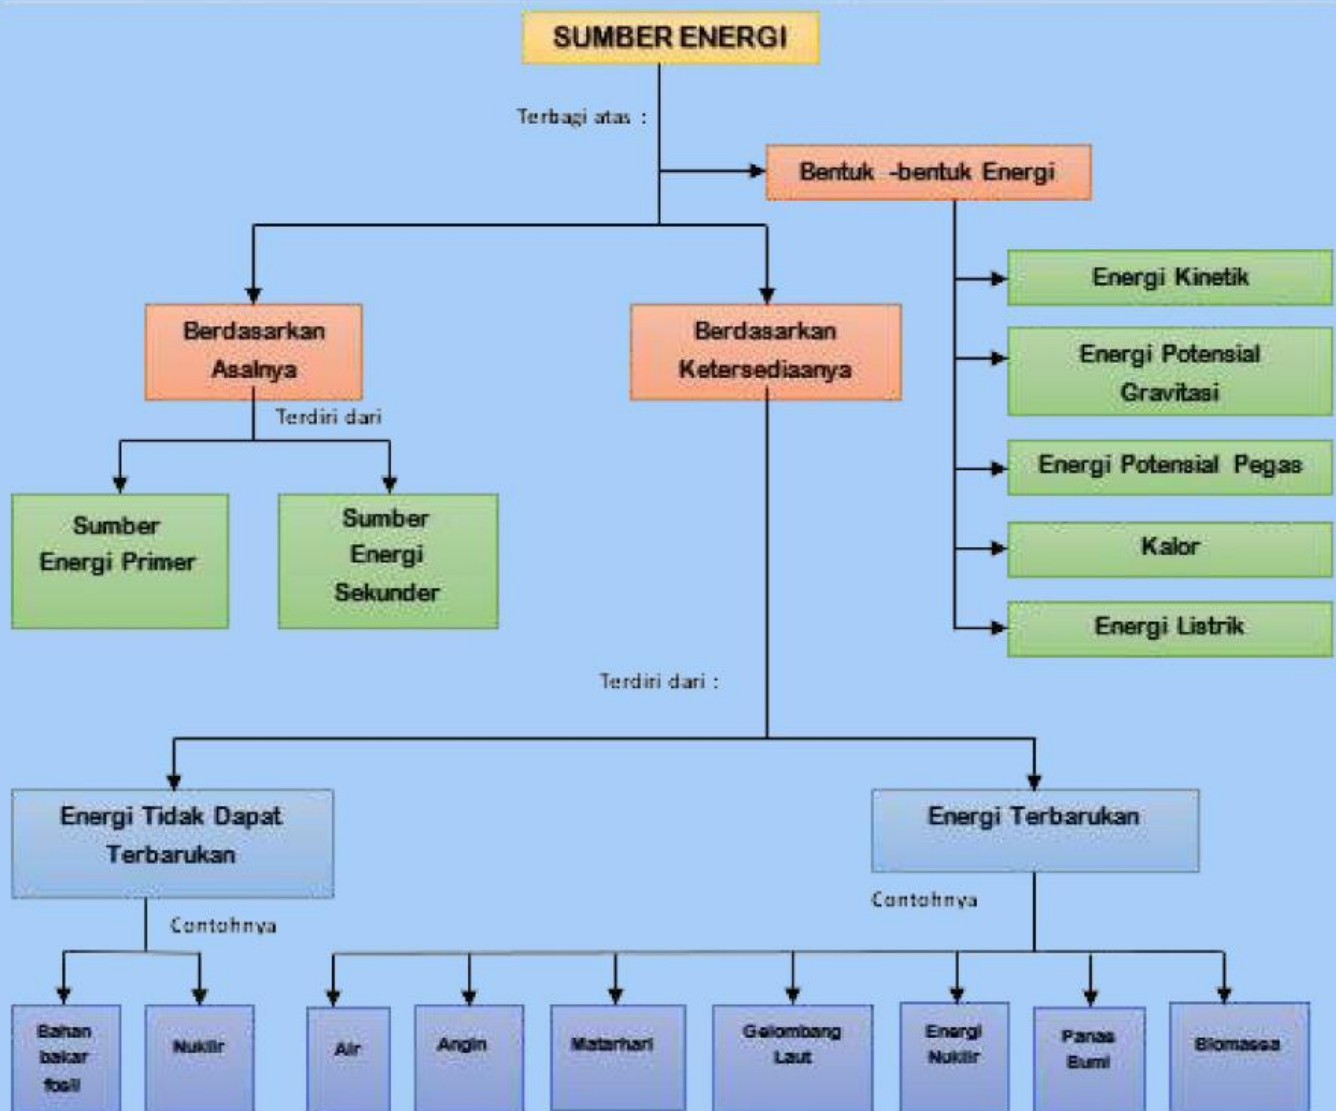 SUMBER ENERGI
Terbagi atas :
Bentuk -bentuk Energi
Energi Kinetik
Energi Potensial
Gravitasi
Energi Potensial Pegas
Kalor
Energi Listrik
Berdasarkan
Asalnya
Terdiri dari
Sumber
Energi Primer
Sumber
Energi
Sekunder
Berdasarkan
Ketersediaanya
Terdiri dari :
Energi Tidak Dapat
Terbarukan
Contohnya
Bahan
bakar
fosil
Nuklir
Energi Terbarukan
Contohnya
Air
Angin
Matarhari
Gelombang
Laut
Energi
Nuklir
Panas
Bumi
Biomassa